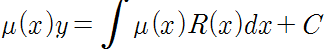 μ(x)y = ∫ μ(x)R(x)dx + C